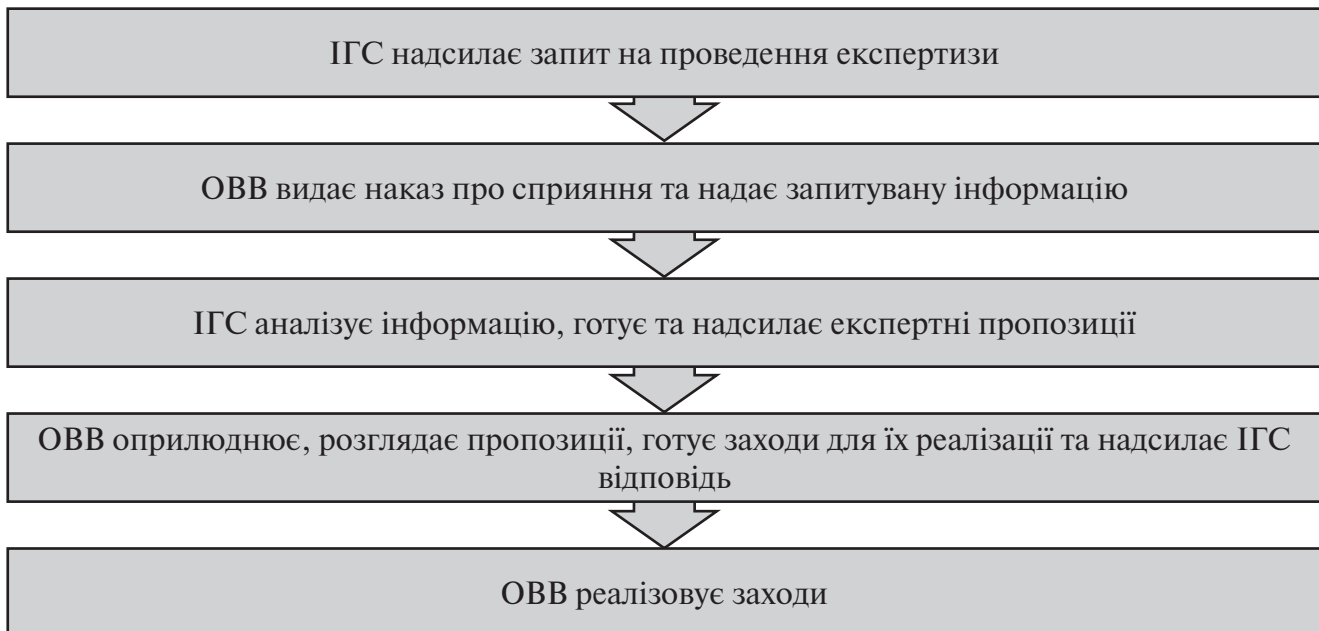 ІГС надсилає запит на проведення експертизи
ОВВ видає наказ про сприяння та надає запитувану інформацію
ІГС аналізує інформацію, готує та надсилає експертні пропозиції
ОВВ оприлюднює, розглядає пропозиції, готує заходи для їх реалізації та надсилає ІГС
відповідь
ОВВ реалізовує заходи